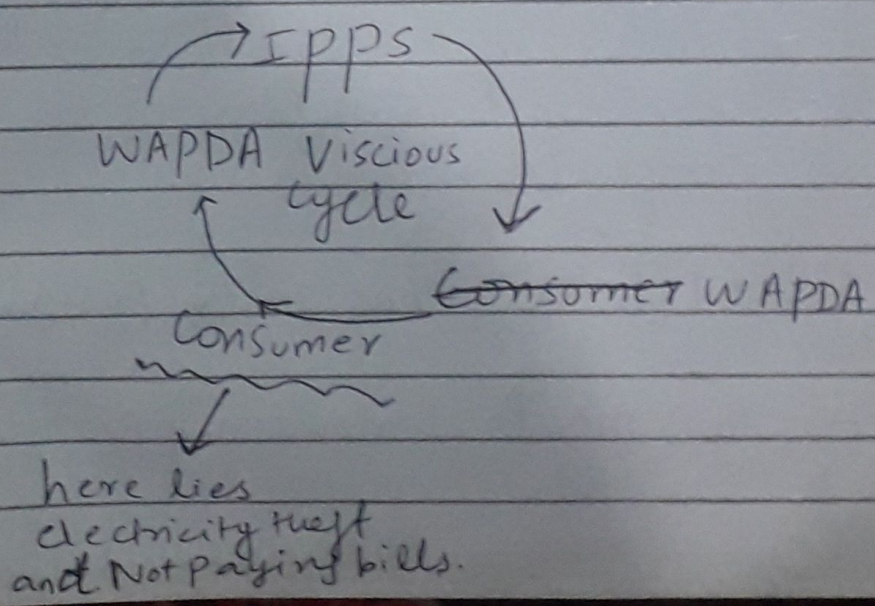 IPPS
WAPDA Viscious
Cycle
Consumer WAPDA
Consumer
here lies
electricity theft
and Not paying bills.